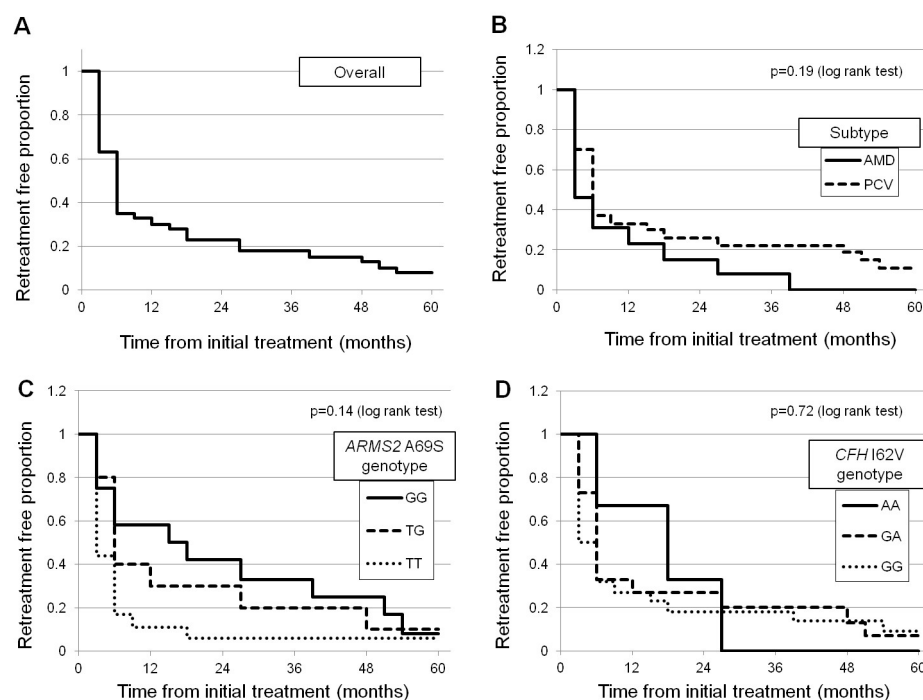 A
Overall
Retreatment free proportion
1
0.8
0.6
0.4
0.2
0
0 12 24 36 48 60
Time from initial treatment (months)
B
p=0.19 (log rank test)
Subtype
AMD
PCV
Retreatment free proportion
1.2
1
0.8
0.6
0.4
0.2
0
0 12 24 36 48 60
Time from initial treatment (months)
C
p=0.14 (log rank test)
ARMS2 A69S
genotype
GG
TG
TT
Retreatment free proportion
1.2
1
0.8
0.6
0.4
0.2
0
0 12 24 36 48 60
Time from initial treatment (months)
D
p=0.72 (log rank test)
CFH I62V
genotype
AA
GA
GG
Retreatment free proportion
1.2
1
0.8
0.6
0.4
0.2
0
0 12 24 36 48 60
Time from initial treatment (months)